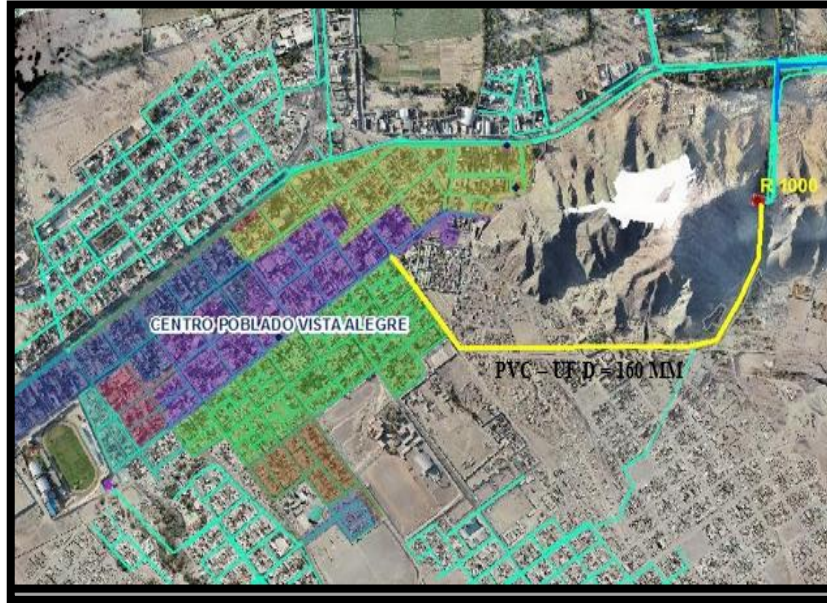 R 1000
CENTRO POBLADO VISTA ALEGRE
PVC - UF D = 160 MM